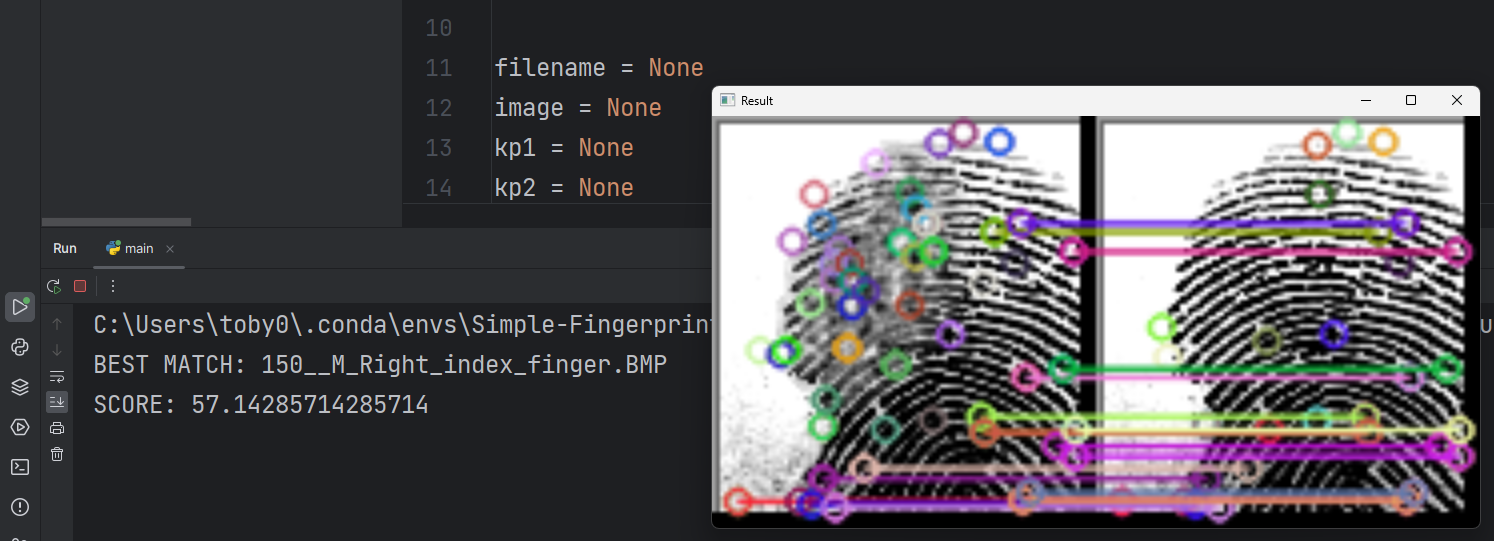 10
11 filename = None
12 image = None
13 kp1 = None
14 kp2 = None
Result
Run main
C:\Users\toby0\.conda\envs\Simple-Fingerprint
BEST MATCH: 150__M_Right_index_finger.BMP
SCORE: 57.14285714285714